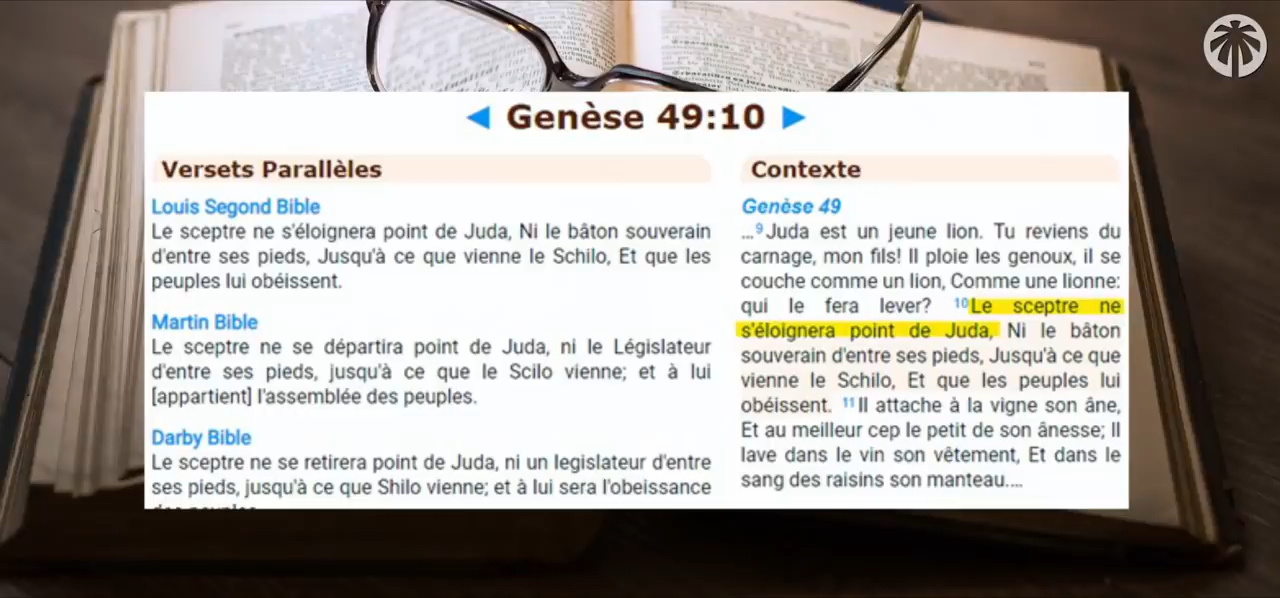 Genèse 49:10
Versets Parallèles
Louis Segond Bible
Le sceptre ne s'éloignera point de Juda, Ni le bâton souverain
d'entre ses pieds, Jusqu'à ce que vienne le Schilo, Et que les
peuples lui obéissent.
Martin Bible
Le sceptre ne se départira point de Juda, ni le Législateur
d'entre ses pieds, jusqu'à ce que le Scilo vienne; et à lui
[appartient] l'assemblée des peuples.
Darby Bible
Le sceptre ne se retirera point de Juda, ni un legislateur d'entre
ses pieds, jusqu'à ce que Shilo vienne; et à lui sera l'obeissance
des peuples
Contexte
Genèse 49
…9Juda est un jeune lion. Tu reviens du
carnage, mon fils! Il ploie les genoux, il se
couche comme un lion, Comme une lionne:
qui le fera lever? 10Le sceptre ne
s'éloignera point de Juda, Ni le bâton
souverain d'entre ses pieds, Jusqu'à ce que
vienne le Schilo, Et que les peuples lui
obéissent. 11Il attache à la vigne son âne,
Et au meilleur cep le petit de son ânesse; Il
lave dans le vin son vêtement, Et dans le
sang des raisins son manteau.…